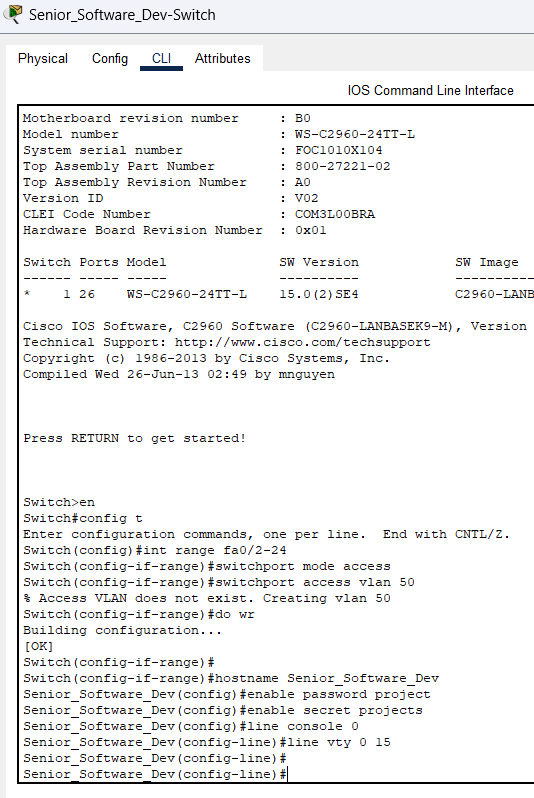 Senior_Software_Dev-Switch
Physical Config CLI Attributes
IOS Command Line Interface
Motherboard revision number : B0
Model number : WS-C2960-24TT-L
System serial number : FOC1010X104
Top Assembly Part Number : 800-27221-02
Top Assembly Revision Number : A0
Version ID : V02
CLEI Code Number : COM3L00BRA
Hardware Board Revision Number : 0x01
Switch Ports Model SW Version SW Image
------ ----- ----- ---------- ----------
* 1 26 WS-C2960-24TT-L 15.0(2)SE4 C2960-LANB
Cisco IOS Software, C2960 Software (C2960-LANBASEK9-M), Version
Technical Support: http://www.cisco.com/techsupport
Copyright (c) 1986-2013 by Cisco Systems, Inc.
Compiled Wed 26-Jun-13 02:49 by mnguyen
Press RETURN to get started!
Switch>en
Switch#config t
Enter configuration commands, one per line. End with CNTL/Z.
Switch(config)#int range fa0/2-24
Switch(config-if-range)#switchport mode access
Switch(config-if-range)#switchport access vlan 50
% Access VLAN does not exist. Creating vlan 50
Switch(config-if-range)#do wr
Building configuration...
[OK]
Switch(config-if-range)#
Switch(config-if-range)#hostname Senior_Software_Dev
Senior_Software_Dev(config)#enable password project
Senior_Software_Dev(config)#enable secret projects
Senior_Software_Dev(config)#line console 0
Senior_Software_Dev(config-line)#line vty 0 15
Senior_Software_Dev(config-line)#
Senior_Software_Dev(config-line)#